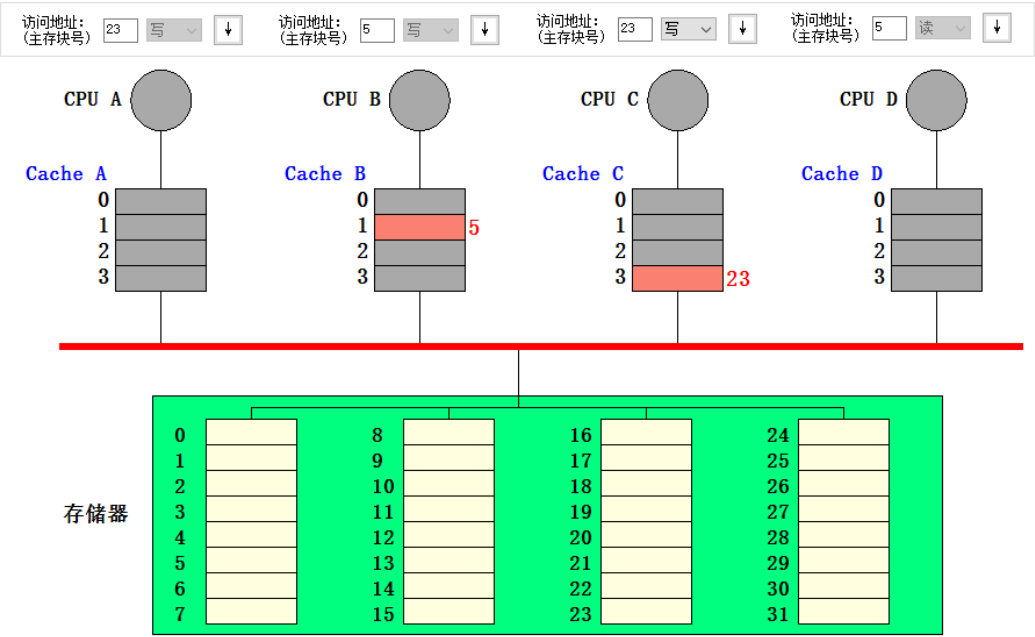 访问地址： 访问地址： 访问地址： 访问地址：
(主存块号) 23 写 ↓ (主存块号) 5 写 ↓ (主存块号) 23 写 ↓ (主存块号) 5 读 ↓
CPU A CPU B CPU C CPU D
Cache A Cache B Cache C Cache D
0 0 0 0
1 1 5 1 1
2 2 2 2
3 3 3 23 3
0 8 16 24
1 9 17 25
2 10 18 26
存储器 3 11 19 27
4 12 20 28
5 13 21 29
6 14 22 30
7 15 23 31